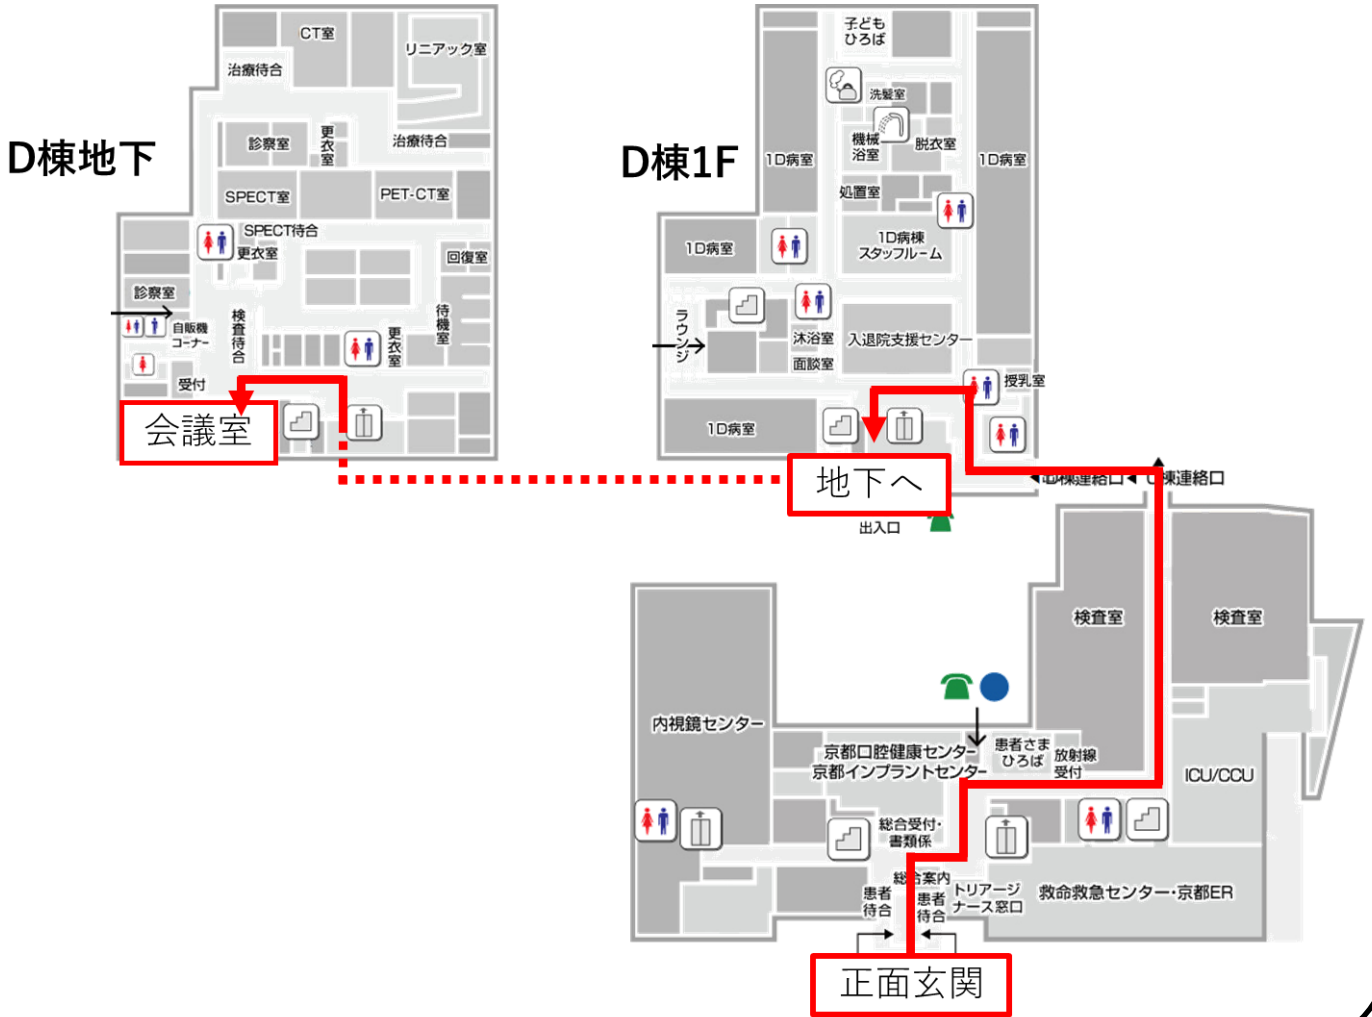 D棟地下
CT室
リニアック室
治療待合
診察室
更衣室
治療待合
SPECT室
PET-CT室
SPECT待合
更衣室
回復室
診察室
自販機
コーナー
検査待合
更衣室
待機室
受付
会議室
D棟1F
子ども
ひろば
洗髪室
機械
浴室
脱衣室
1D病室
1D病室
処置室
1D病棟
スタッフルーム
1D病室
ラウンジ
沐浴室
面談室
入退院支援センター
授乳室
1D病室
地下へ
棟連絡口
棟連絡口
出入口
検査室
検査室
内視鏡センター
京都口腔健康センター
京都インプラントセンター
患者さま
ひろば
放射線
受付
ICU/CCU
総合受付・
書類係
総合案内
患者
待合
患者
待合
トリアージ
ナース窓口
救命救急センター・京都ER
正面玄関